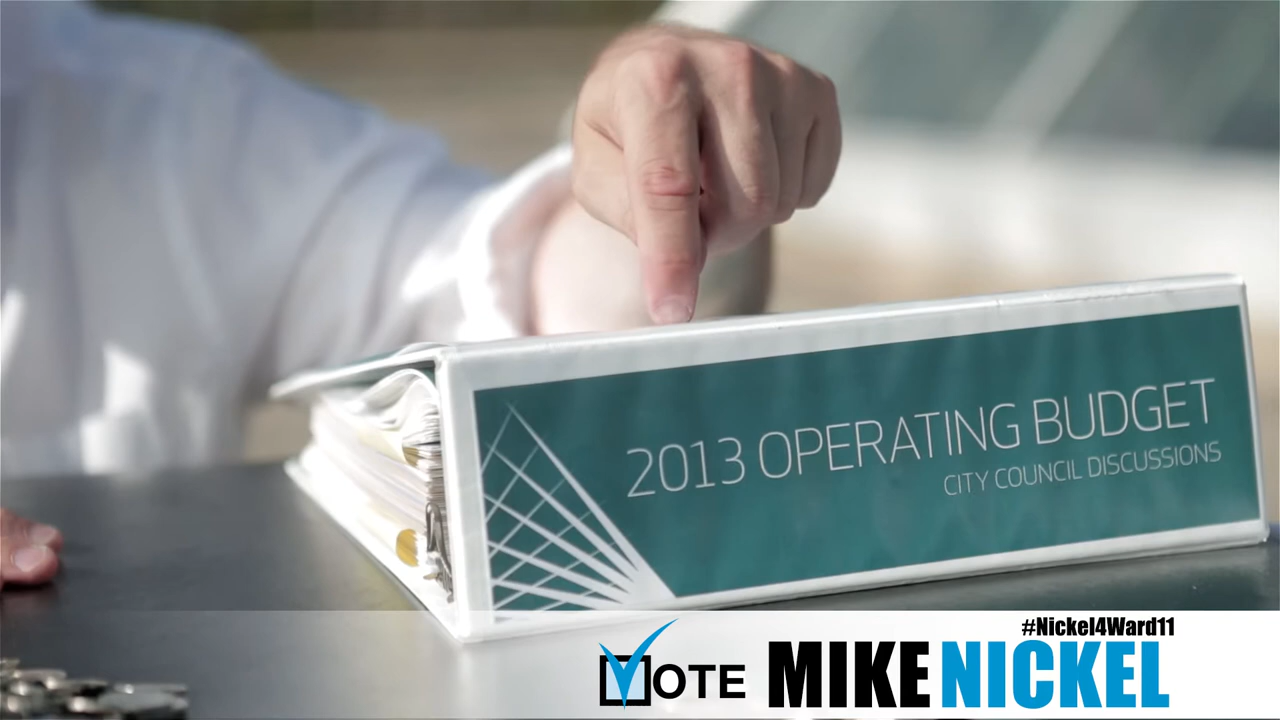 2013 OPERATING BUDGET
CITY COUNCIL DISCUSSIONS
#Nickel4Ward11
VOTE MIKE NICKEL